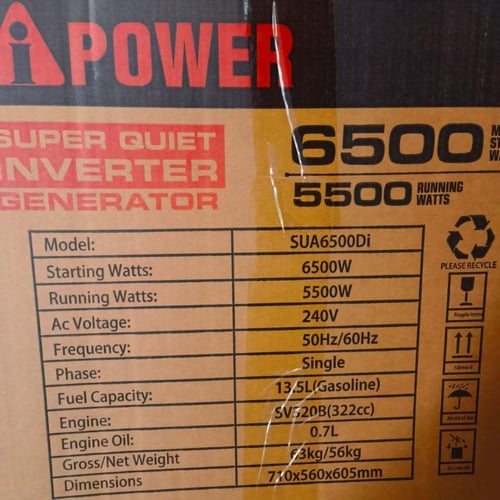 iPOWER
SUPER QUIET
INVERTER
GENERATOR
6500
5500 RUNNING
WATTS
Model: SUA6500Di
Starting Watts: 6500W
Running Watts: 5500W
Ac Voltage: 240V
Frequency: 50Hz/60Hz
Phase: Single
Fuel Capacity: 13.5L(Gasoline)
Engine: SV320B(322cc)
Engine Oil: 0.7L
Gross/Net Weight 63kg/56kg
Dimensions 710x560x605mm
PLEASE RECYCLE